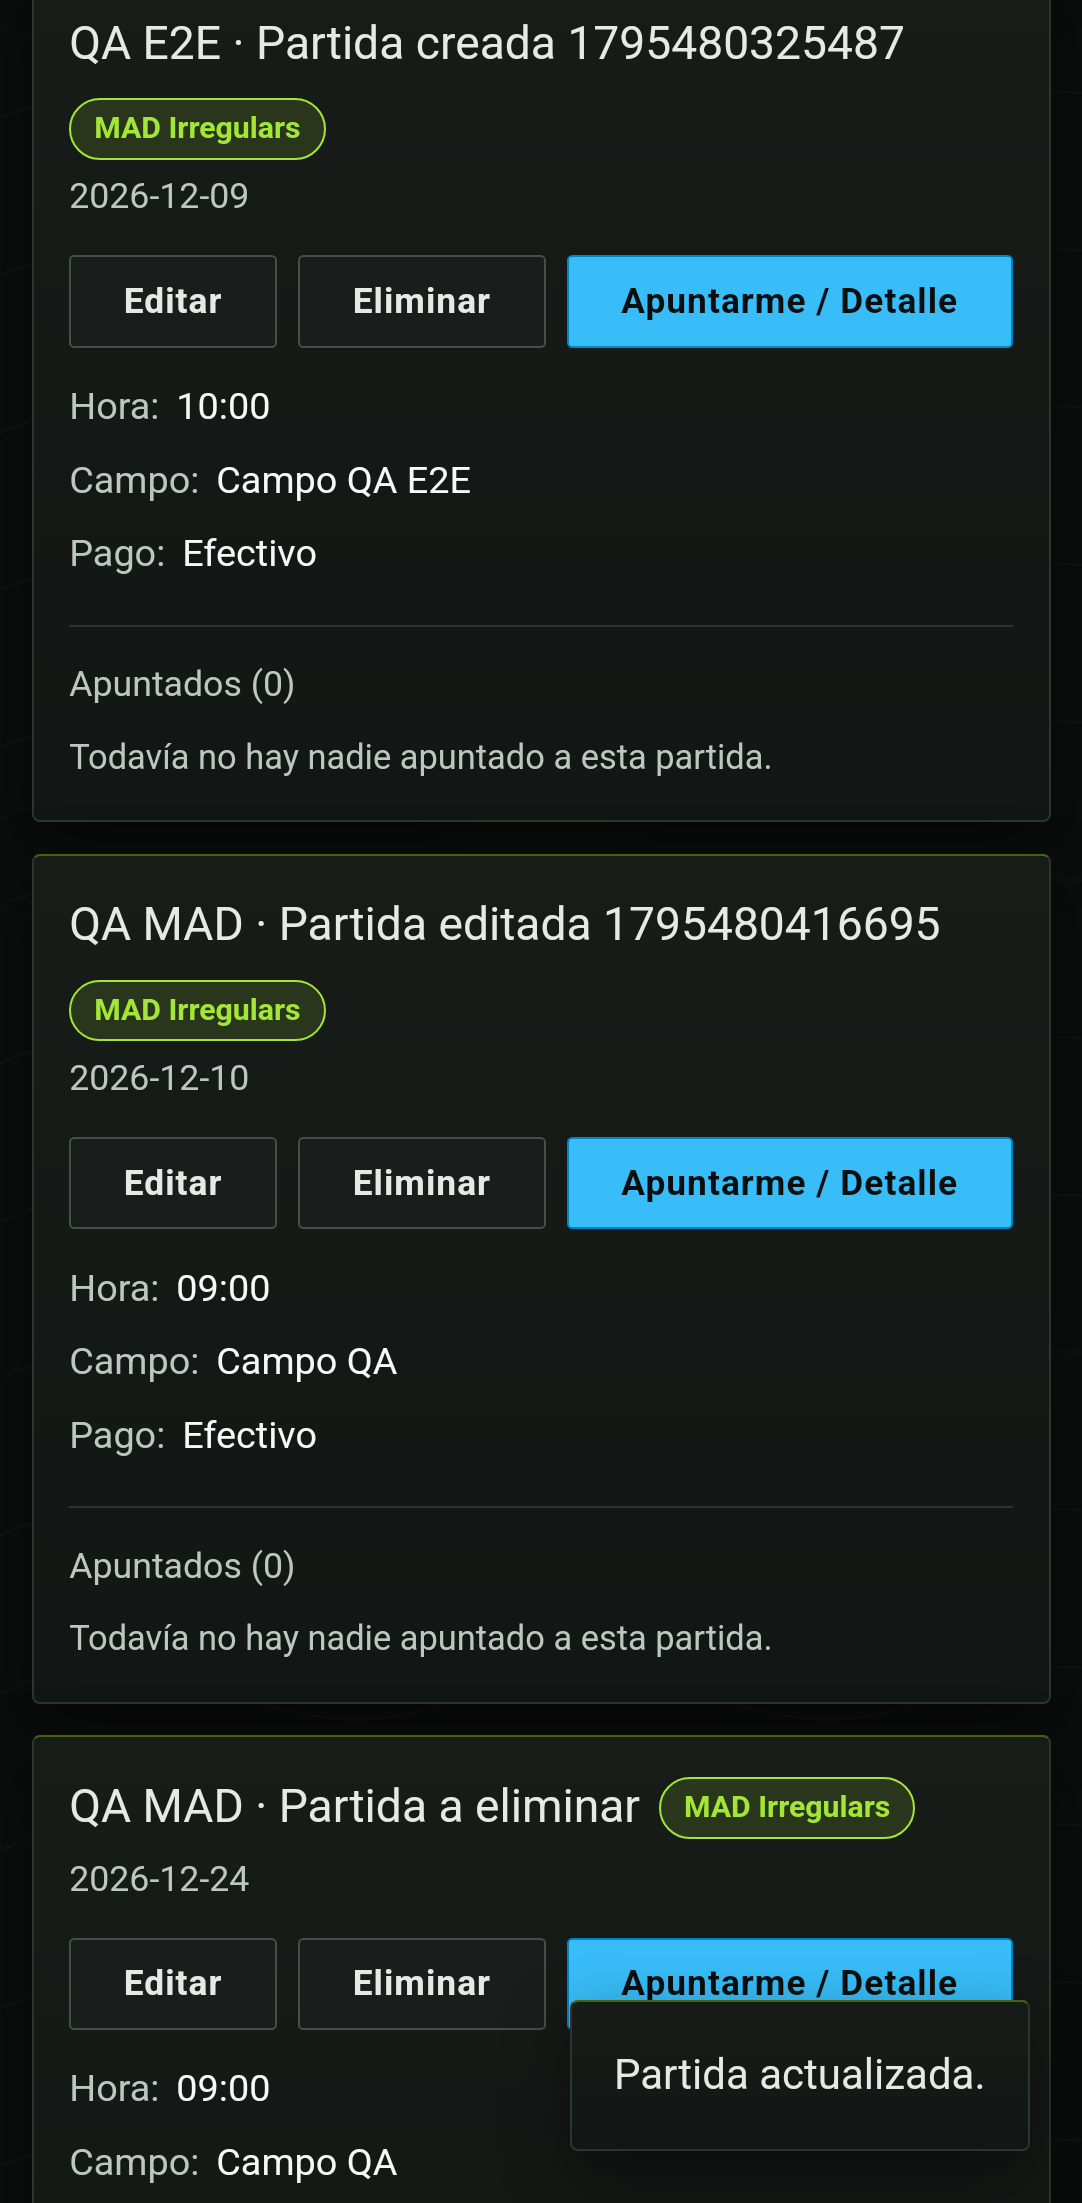 QA E2E · Partida creada 1795480325487
MAD Irregulars
2026-12-09
Editar Eliminar Apuntarme / Detalle
Hora: 10:00
Campo: Campo QA E2E
Pago: Efectivo
Apuntados (0)
Todavía no hay nadie apuntado a esta partida.
QA MAD · Partida editada 1795480416695
MAD Irregulars
2026-12-10
Editar Eliminar Apuntarme / Detalle
Hora: 09:00
Campo: Campo QA
Pago: Efectivo
Apuntados (0)
Todavía no hay nadie apuntado a esta partida.
QA MAD · Partida a eliminar MAD Irregulars
2026-12-24
Editar Eliminar Apuntarme / Detalle
Partida actualizada.
Hora: 09:00
Campo: Campo QA